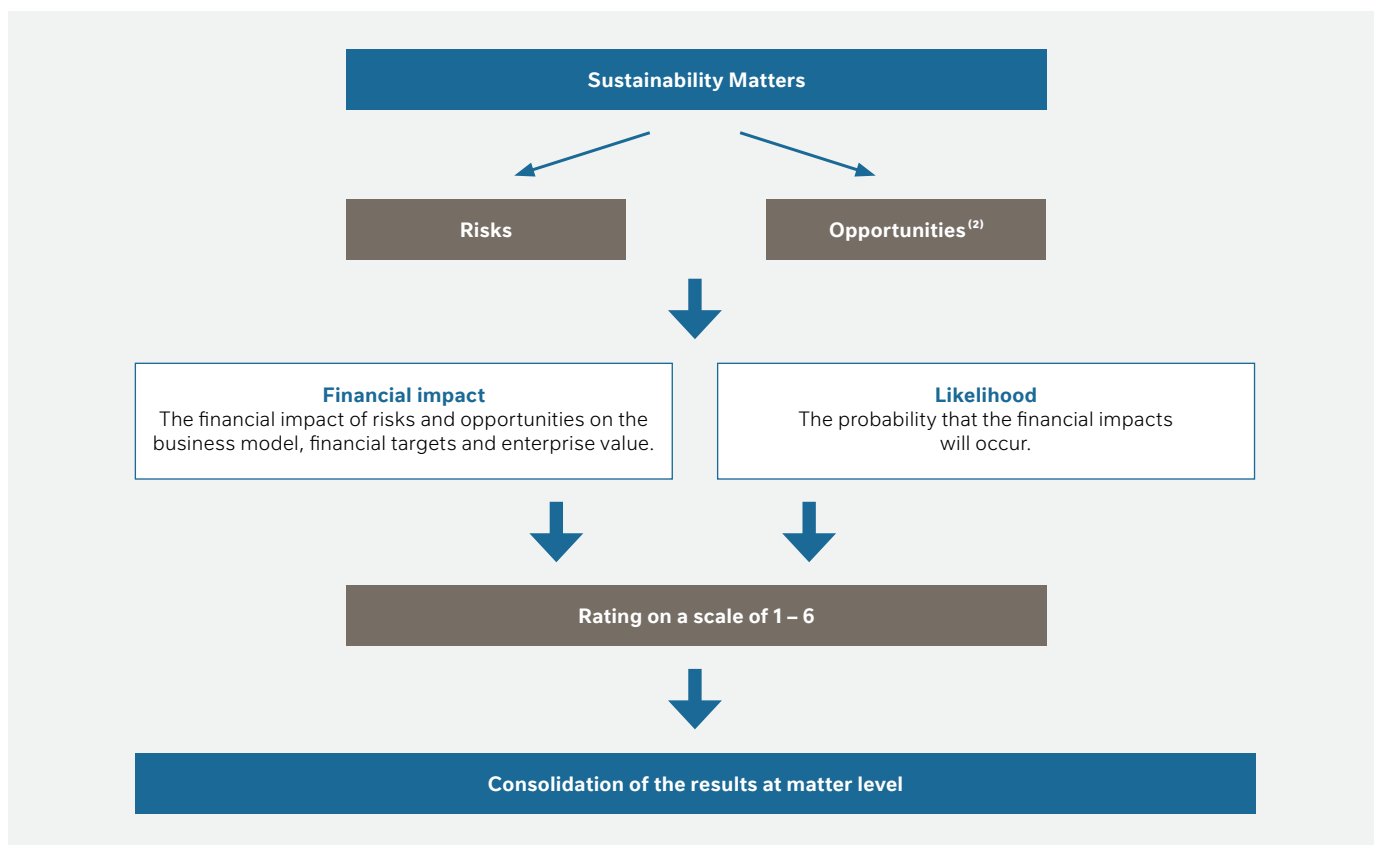 Sustainability Matters
Risks
Opportunities⁽²⁾
Financial impact
The financial impact of risks and opportunities on the
business model, financial targets and enterprise value.
Likelihood
The probability that the financial impacts
will occur.
Rating on a scale of 1 – 6
Consolidation of the results at matter level